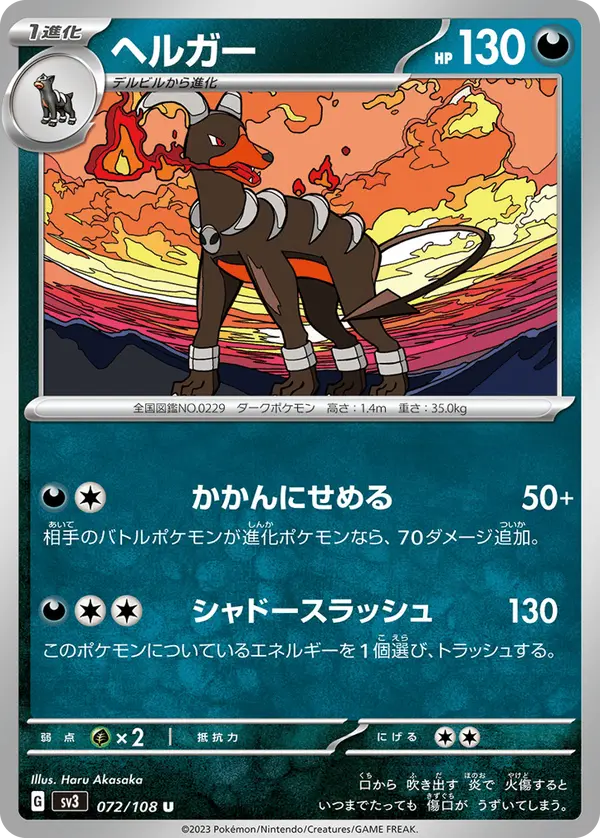 1進化
ヘルガー
HP 130
デルビルから進化
全国図鑑NO.0229 ダークポケモン 高さ：1.4m 重さ：35.0kg
かかんにせめる 50+
相手のバトルポケモンが進化ポケモンなら、70ダメージ追加。
シャドースラッシュ 130
このポケモンについているエネルギーを1個選び、トラッシュする。
弱点 ×2 抵抗力 にげる
Illus. Haru Akasaka
G sv3 072/108 U
口から 吹き出す 炎で 火傷すると
いつまでたっても 傷口が うずいてしまう。
©2023 Pokémon/Nintendo/Creatures/GAME FREAK.